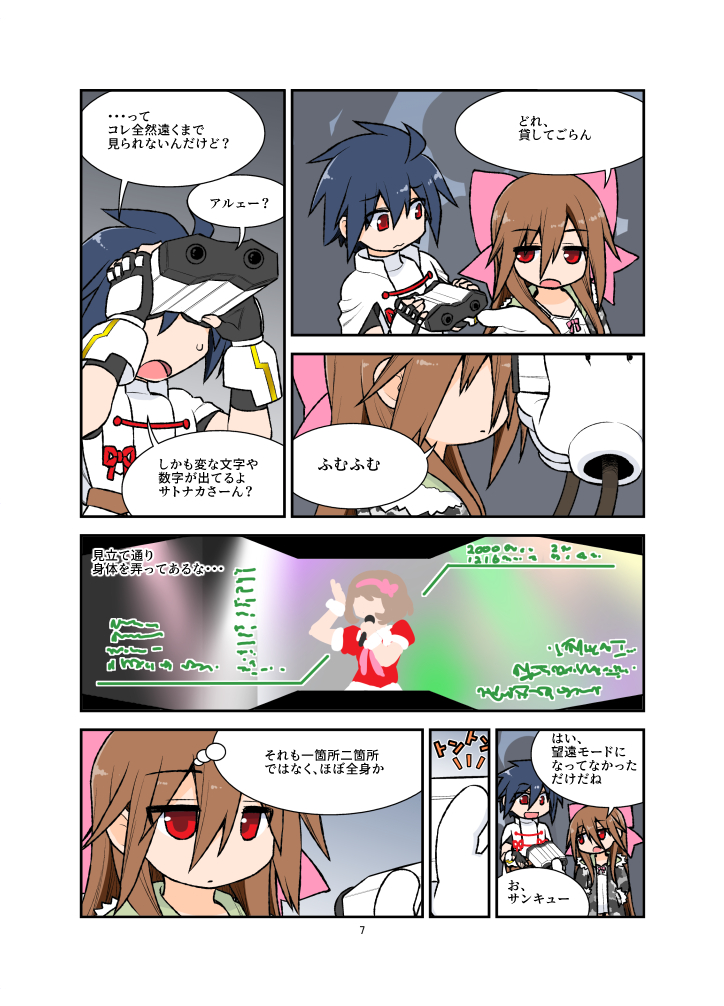 どれ、
貸してごらん
・・・って
コレ全然遠くまで
見られないんだけど？
アルェー？
しかも変な文字や
数字が出てるよ
サトナカさーん？
ふむふむ
見立て通り
身体を弄ってあるな・・・
2000
1216
それも一箇所二箇所
ではなく、ほぼ全身か
トントン
はい、
望遠モードに
なってなかった
だけだね
お、
サンキュー
7